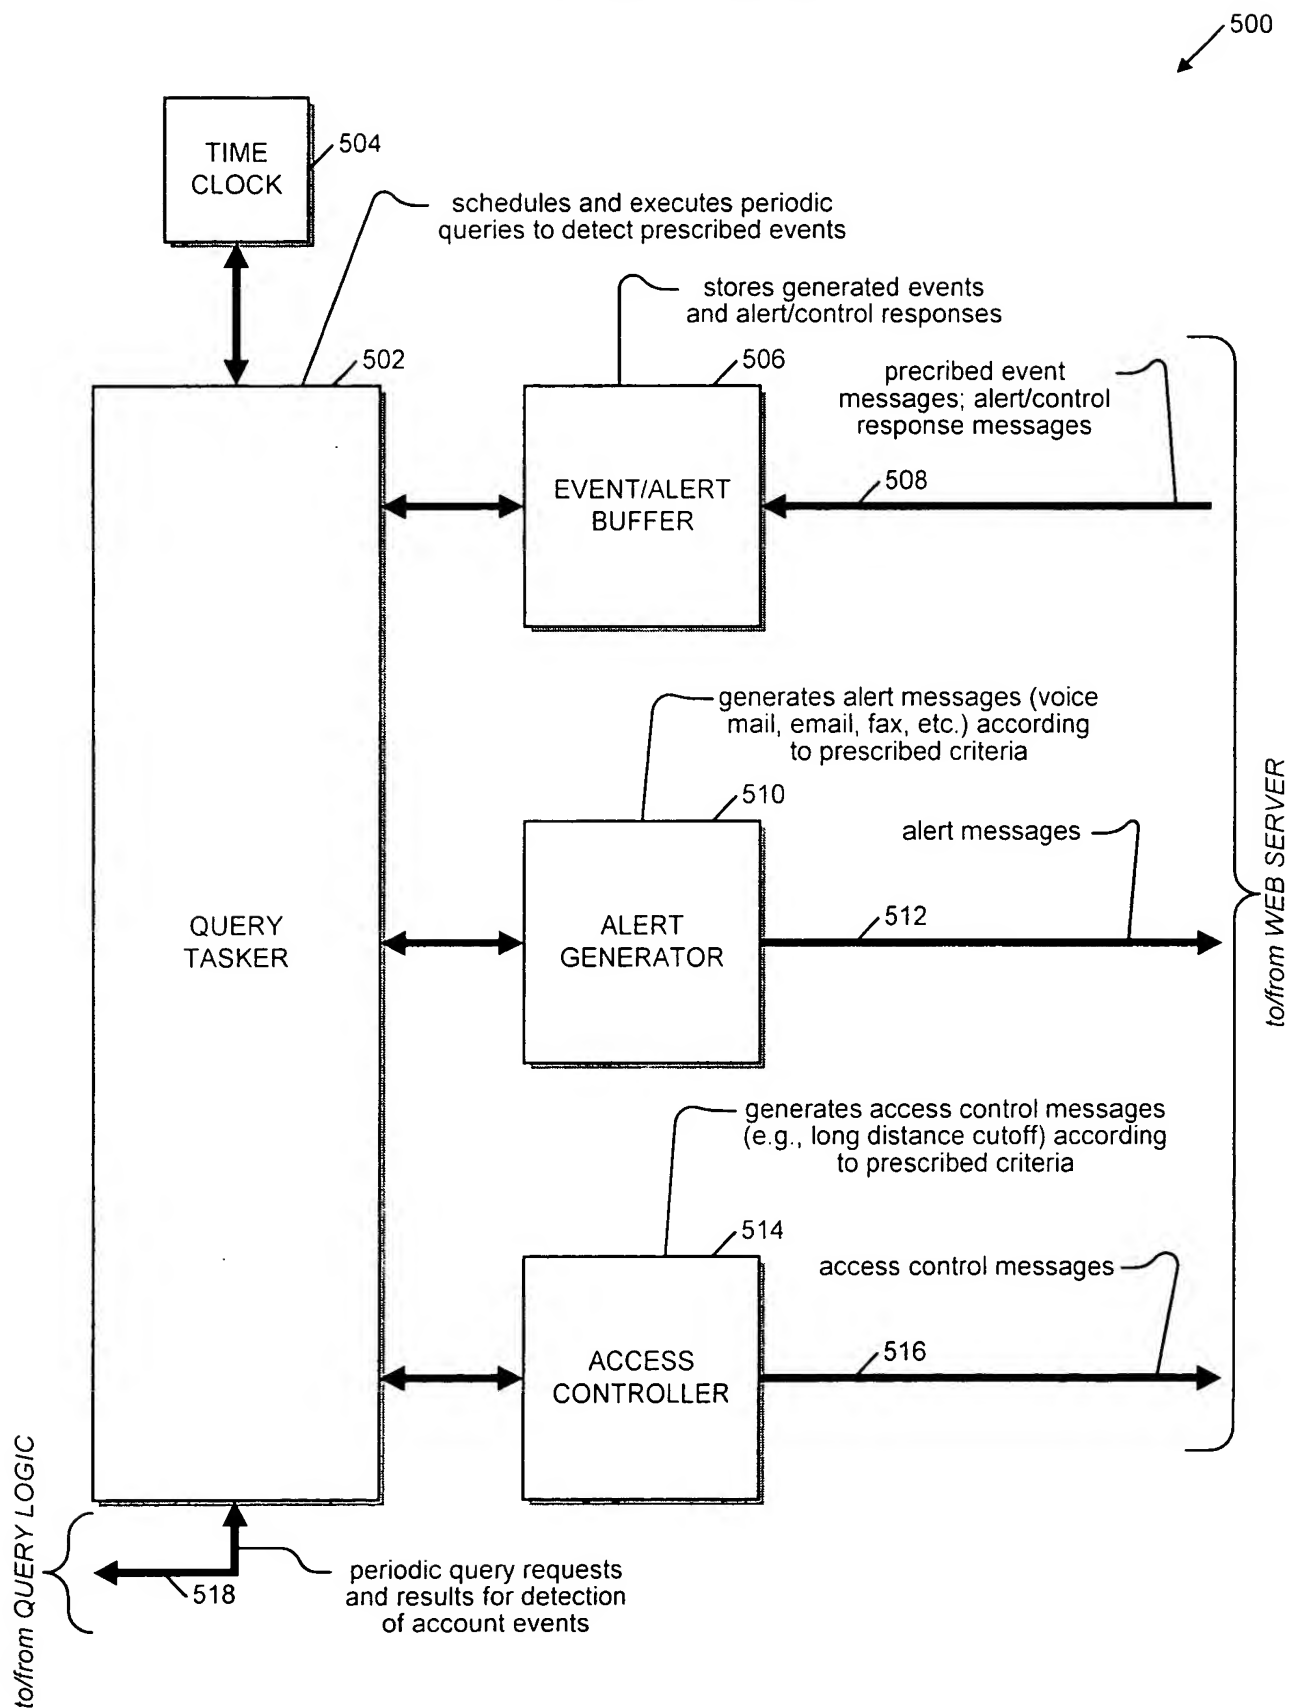 500
TIME
CLOCK
504
schedules and executes periodic
queries to detect prescribed events
stores generated events
and alert/control responses
502
506
precribed event
messages; alert/control
response messages
EVENT/ALERT
BUFFER
508
generates alert messages (voice
mail, email, fax, etc.) according
to prescribed criteria
510
alert messages
QUERY
TASKER
ALERT
GENERATOR
512
to/from WEB SERVER
generates access control messages
(e.g., long distance cutoff) according
to prescribed criteria
514
access control messages
ACCESS
CONTROLLER
516
to/from QUERY LOGIC
518
periodic query requests
and results for detection
of account events